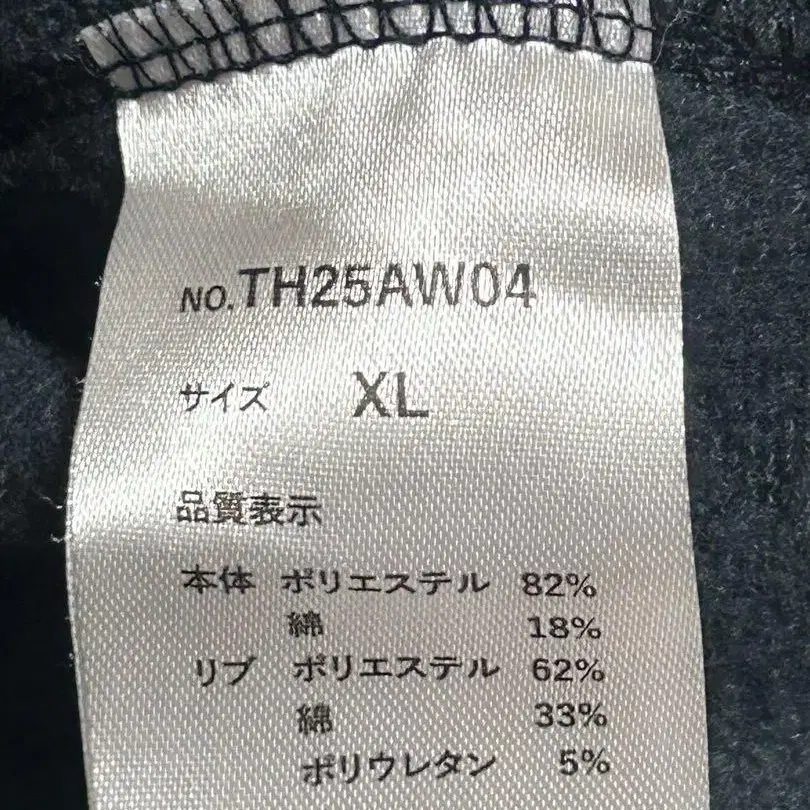 NO.TH25AW04
サイズ XL
品質表示
本体 ポリエステル 82%
綿 18%
リブ ポリエステル 62%
綿 33%
ポリウレタン 5%